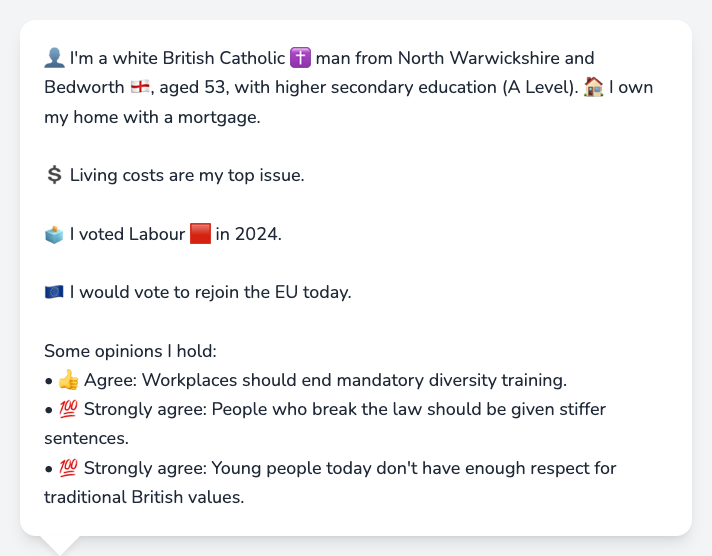 👤 I'm a white British Catholic ✝️ man from North Warwickshire and
Bedworth 🏴󠁧󠁢󠁥󠁮󠁧󠁿, aged 53, with higher secondary education (A Level). 🏠 I own
my home with a mortgage.
💲 Living costs are my top issue.
🗳️ I voted Labour 🟥 in 2024.
🇪🇺 I would vote to rejoin the EU today.
Some opinions I hold:
• 👍 Agree: Workplaces should end mandatory diversity training.
• 💯 Strongly agree: People who break the law should be given stiffer
sentences.
• 💯 Strongly agree: Young people today don't have enough respect for
traditional British values.